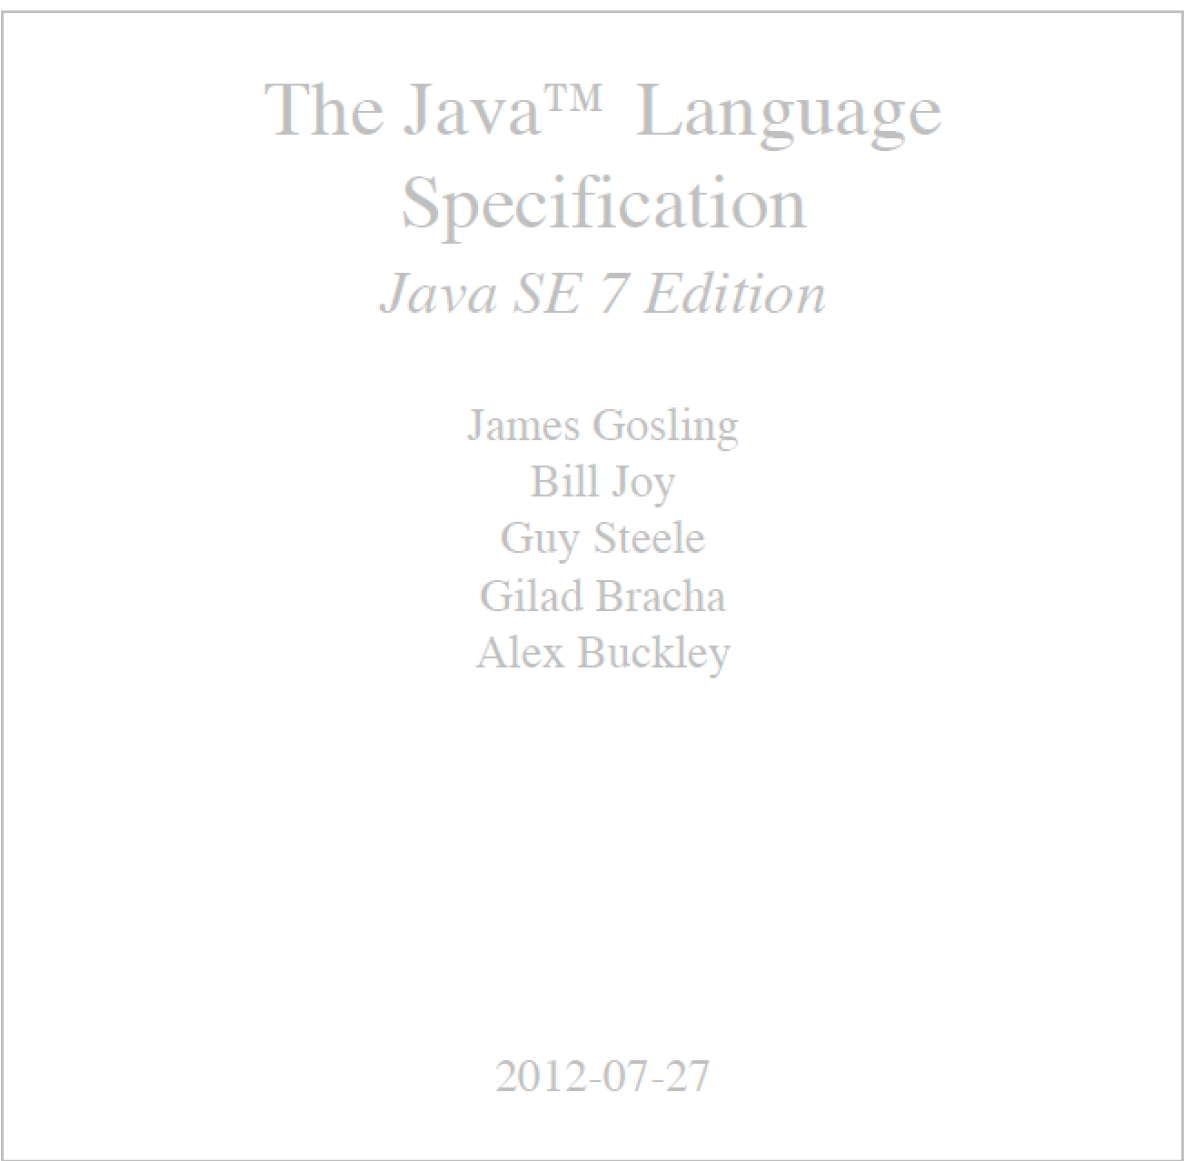 The Java™ Language
Specification
Java SE 7 Edition
James Gosling
Bill Joy
Guy Steele
Gilad Bracha
Alex Buckley
2012-07-27